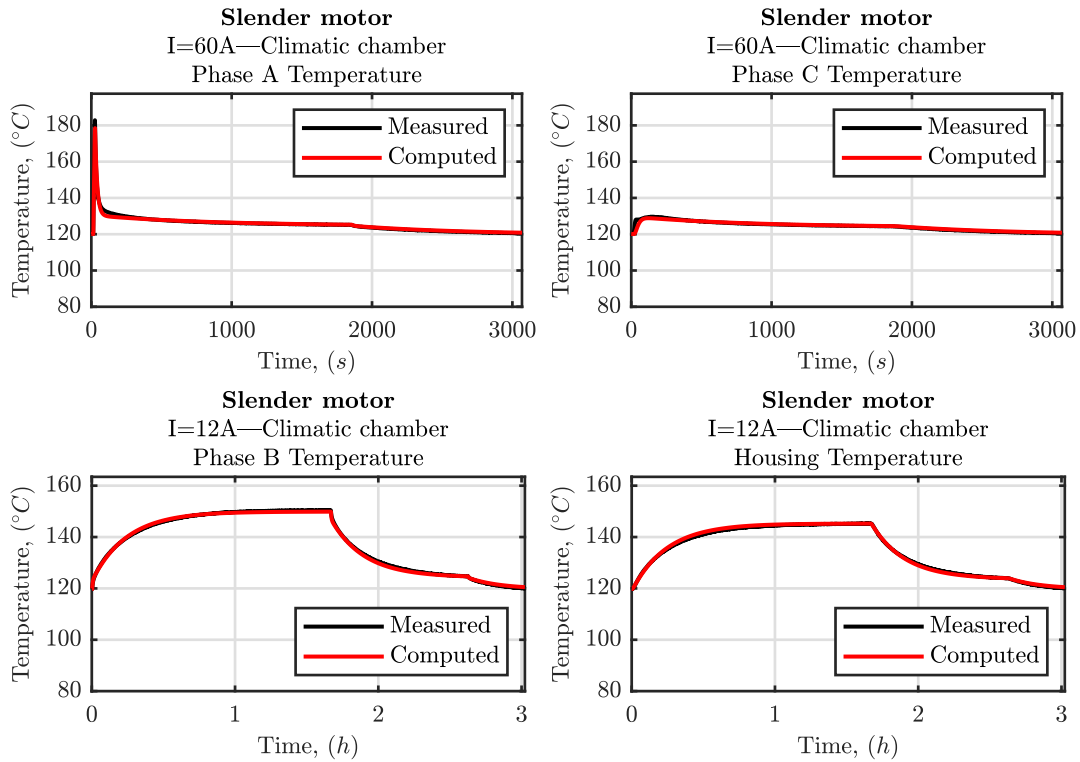 Slender motor
I=60A—Climatic chamber
Phase A Temperature
Temperature, (°C)
180
160
140
120
100
80
Measured
Computed
0 1000 2000 3000
Time, (s)
Slender motor
I=60A—Climatic chamber
Phase C Temperature
Temperature, (°C)
180
160
140
120
100
80
Measured
Computed
0 1000 2000 3000
Time, (s)
Slender motor
I=12A—Climatic chamber
Phase B Temperature
Temperature, (°C)
160
140
120
100
80
Measured
Computed
0 1 2 3
Time, (h)
Slender motor
I=12A—Climatic chamber
Housing Temperature
Temperature, (°C)
160
140
120
100
80
Measured
Computed
0 1 2 3
Time, (h)